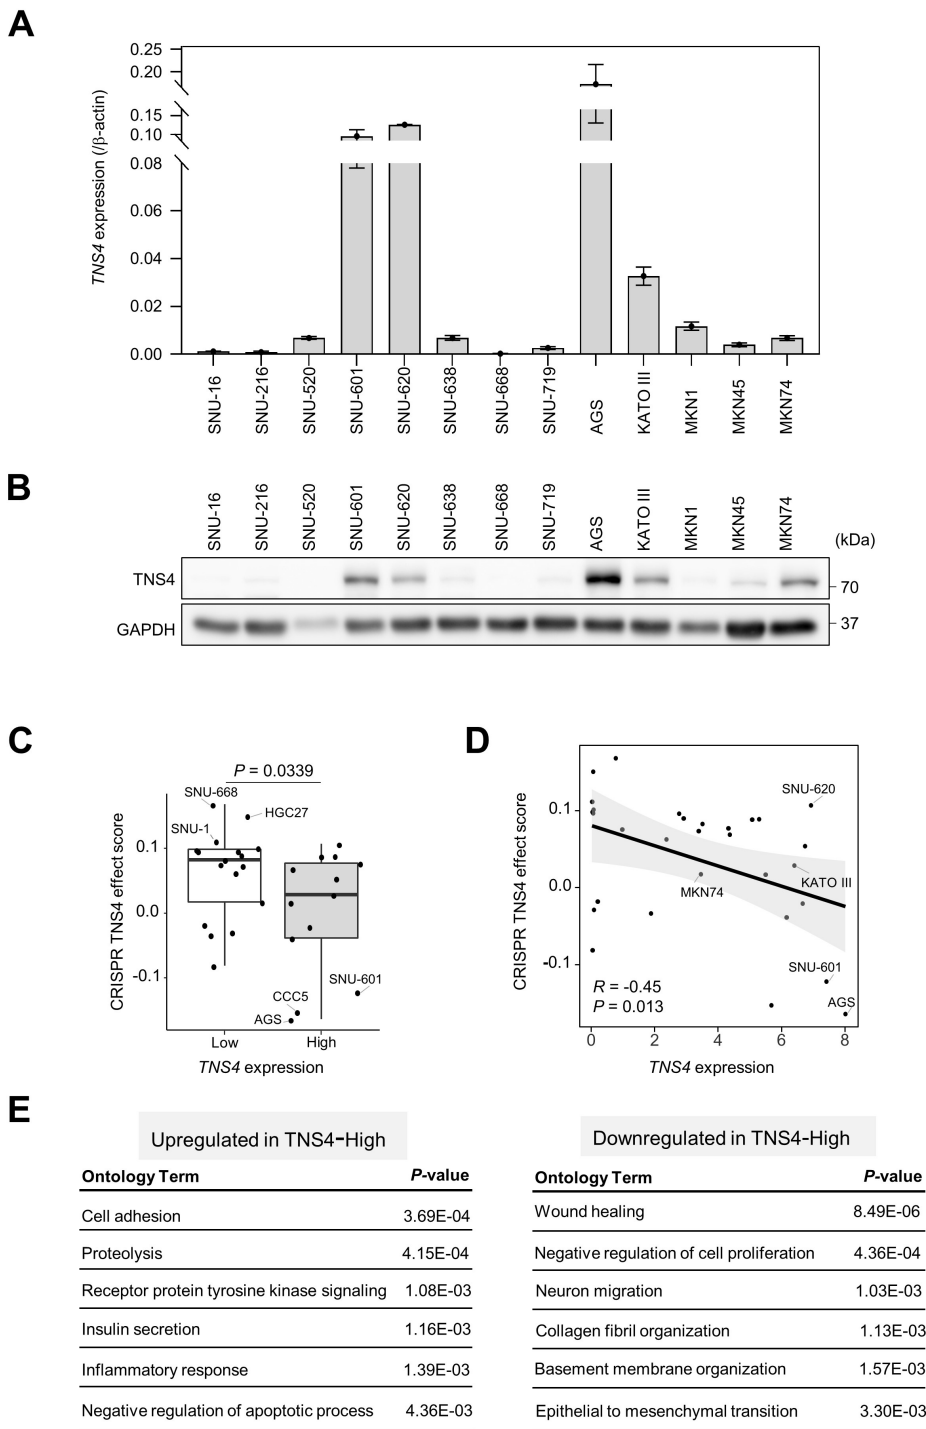 A
TNS4 expression (/β-actin)
0.25
0.20
0.15
0.10
0.08
0.06
0.04
0.02
0.00
SNU-16
SNU-216
SNU-520
SNU-601
SNU-620
SNU-638
SNU-668
SNU-719
AGS
KATO III
MKN1
MKN45
MKN74
B
SNU-16
SNU-216
SNU-520
SNU-601
SNU-620
SNU-638
SNU-668
SNU-719
AGS
KATO III
MKN1
MKN45
MKN74
(kDa)
TNS4
70
GAPDH
37
C
P = 0.0339
SNU-668
HGC27
SNU-1
CRISPR TNS4 effect score
0.1
0.0
-0.1
SNU-601
CCC5
AGS
Low
High
TNS4 expression
D
CRISPR TNS4 effect score
0.1
0.0
-0.1
SNU-620
KATO III
MKN74
SNU-601
AGS
R = -0.45
P = 0.013
0
2
4
6
8
TNS4 expression
E
Upregulated in TNS4-High
Ontology Term P-value
Cell adhesion 3.69E-04
Proteolysis 4.15E-04
Receptor protein tyrosine kinase signaling 1.08E-03
Insulin secretion 1.16E-03
Inflammatory response 1.39E-03
Negative regulation of apoptotic process 4.36E-03
Downregulated in TNS4-High
Ontology Term P-value
Wound healing 8.49E-06
Negative regulation of cell proliferation 4.36E-04
Neuron migration 1.03E-03
Collagen fibril organization 1.13E-03
Basement membrane organization 1.57E-03
Epithelial to mesenchymal transition 3.30E-03